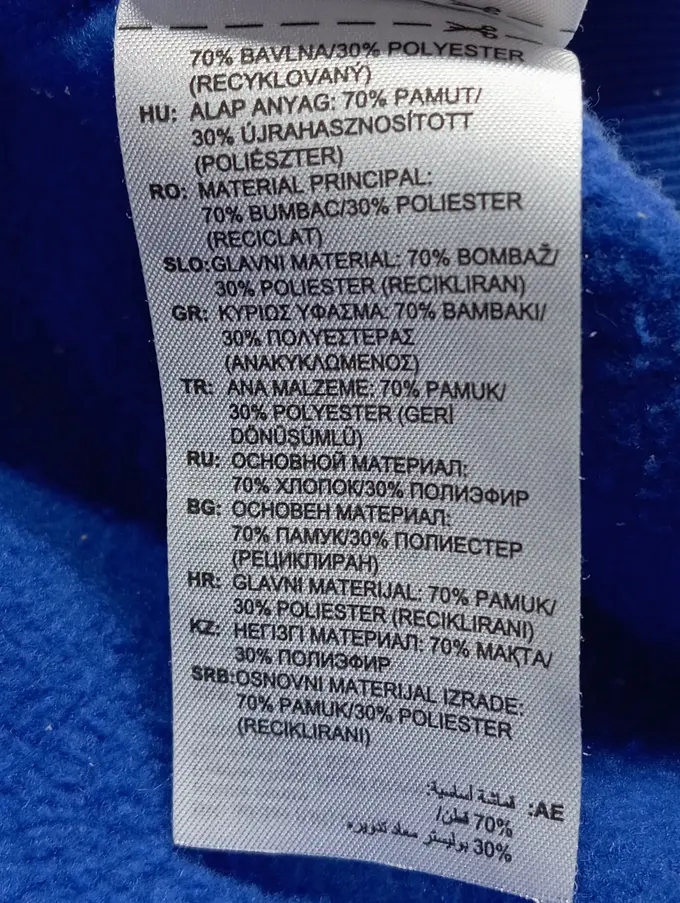 70% BAVLNA/30% POLYESTER
(RECYKLOVANÝ)
HU: ALAP ANYAG: 70% PAMUT/
30% ÚJRAHASZNOSÍTOTT
(POLIÉSZTER)
RO: MATERIAL PRINCIPAL:
70% BUMBAC/30% POLIESTER
(RECICLAT)
SLO:GLAVNI MATERIAL: 70% BOMBAŽ/
30% POLIESTER (RECIKLIRAN)
GR: ΚΥΡΙΩΣ ΥΦΑΣΜΑ: 70% ΒΑΜΒΑΚΙ/
30% ΠΟΛΥΕΣΤΕΡΑΣ
(ΑΝΑΚΥΚΛΩΜΕΝΟΣ)
TR: ANA MALZEME: 70% PAMUK/
30% POLYESTER (GERİ
DÖNÜŞÜMLÜ)
RU: ОСНОВНОЙ МАТЕРИАЛ:
70% ХЛОПОК/30% ПОЛИЭФИР
BG: ОСНОВЕН МАТЕРИАЛ:
70% ПАМУК/30% ПОЛИЕСТЕР
(РЕЦИКЛИРАН)
HR: GLAVNI MATERIJAL: 70% PAMUK/
30% POLIESTER (RECIKLIRANI)
KZ: НЕГІЗГІ МАТЕРИАЛ: 70% МАҚТА/
30% ПОЛИЭФИР
SRB:OSNOVNI MATERIJAL IZRADE:
70% PAMUK/30% POLIESTER
(RECIKLIRANI)
AE: قماشة أساسية:
70% قطن/
30% بوليستر معاد تدويره